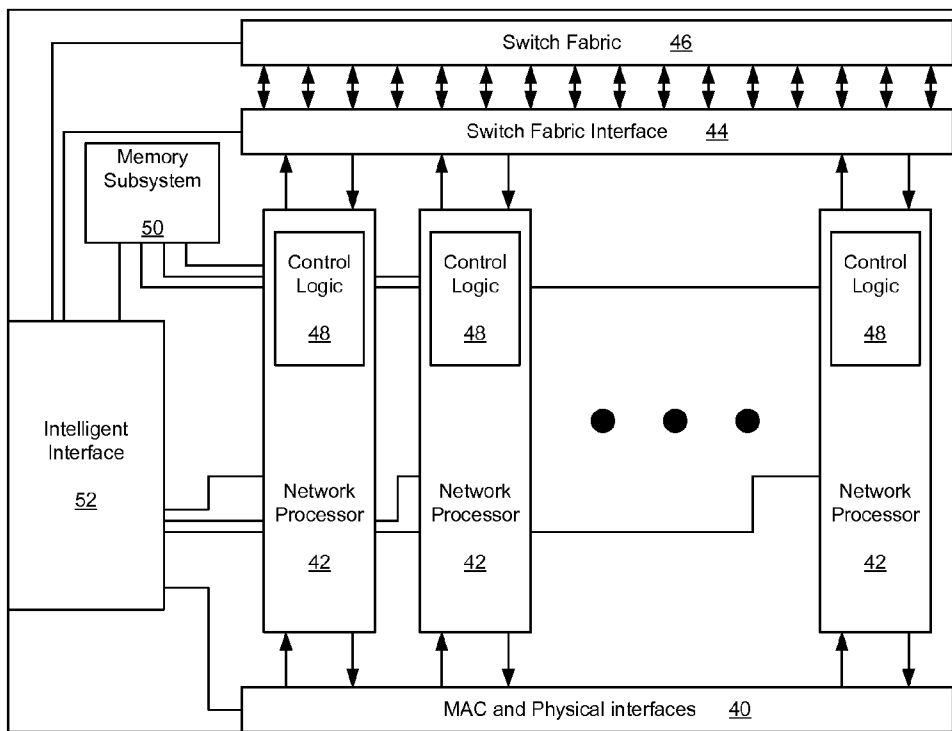 Switch Fabric 46
Switch Fabric Interface 44
Memory
Subsystem
50
Control
Logic
48
Control
Logic
48
Control
Logic
48
Intelligent
Interface
52
Network
Processor
42
Network
Processor
42
Network
Processor
42
MAC and Physical interfaces 40